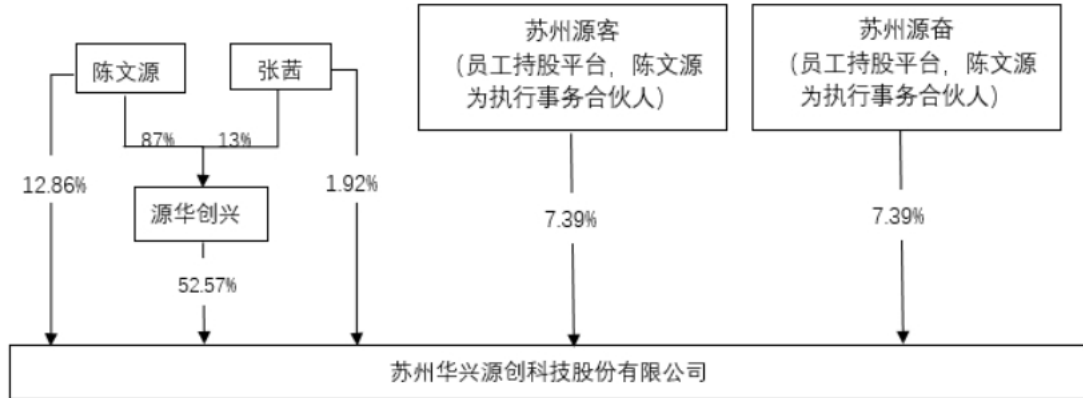 陈文源
张茜
苏州源客
（员工持股平台，陈文源
为执行事务合伙人）
苏州源奋
（员工持股平台，陈文源
为执行事务合伙人）
87%
13%
12.86%
源华创兴
1.92%
7.39%
7.39%
52.57%
苏州华兴源创科技股份有限公司